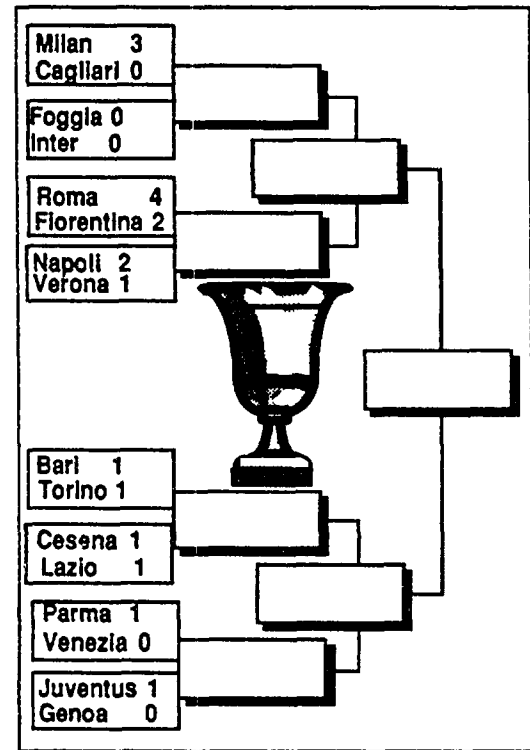 Milan 3
Cagliari 0
Foggia 0
Inter 0
Roma 4
Fiorentina 2
Napoli 2
Verona 1
Bari 1
Torino 1
Cesena 1
Lazio 1
Parma 1
Venezia 0
Juventus 1
Genoa 0